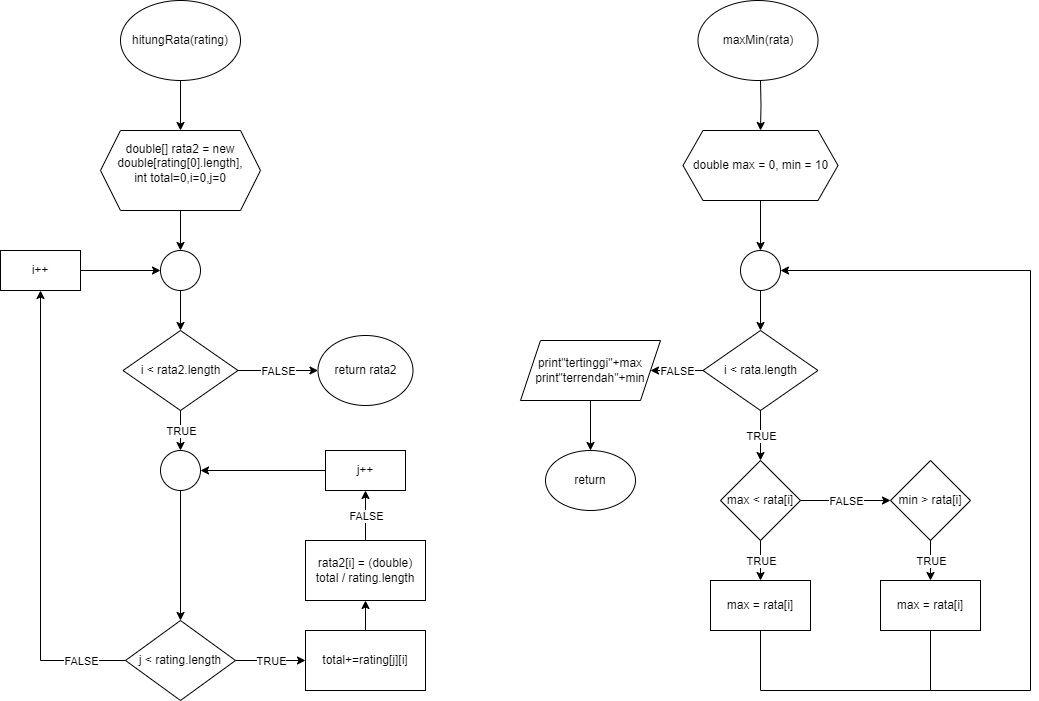 hitungRata(rating)
double[] rata2 = new
double[rating[0].length],
int total=0,i=0,j=0
i++
i < rata2.length
FALSE
return rata2
TRUE
j++
FALSE
rata2[i] = (double)
total / rating.length
j < rating.length
FALSE
TRUE
total+=rating[j][i]
maxMin(rata)
double max = 0, min = 10
i < rata.length
FALSE
print"tertinggi"+max
print"terrendah"+min
return
TRUE
max < rata[i]
FALSE
min > rata[i]
TRUE
TRUE
max = rata[i]
max = rata[i]